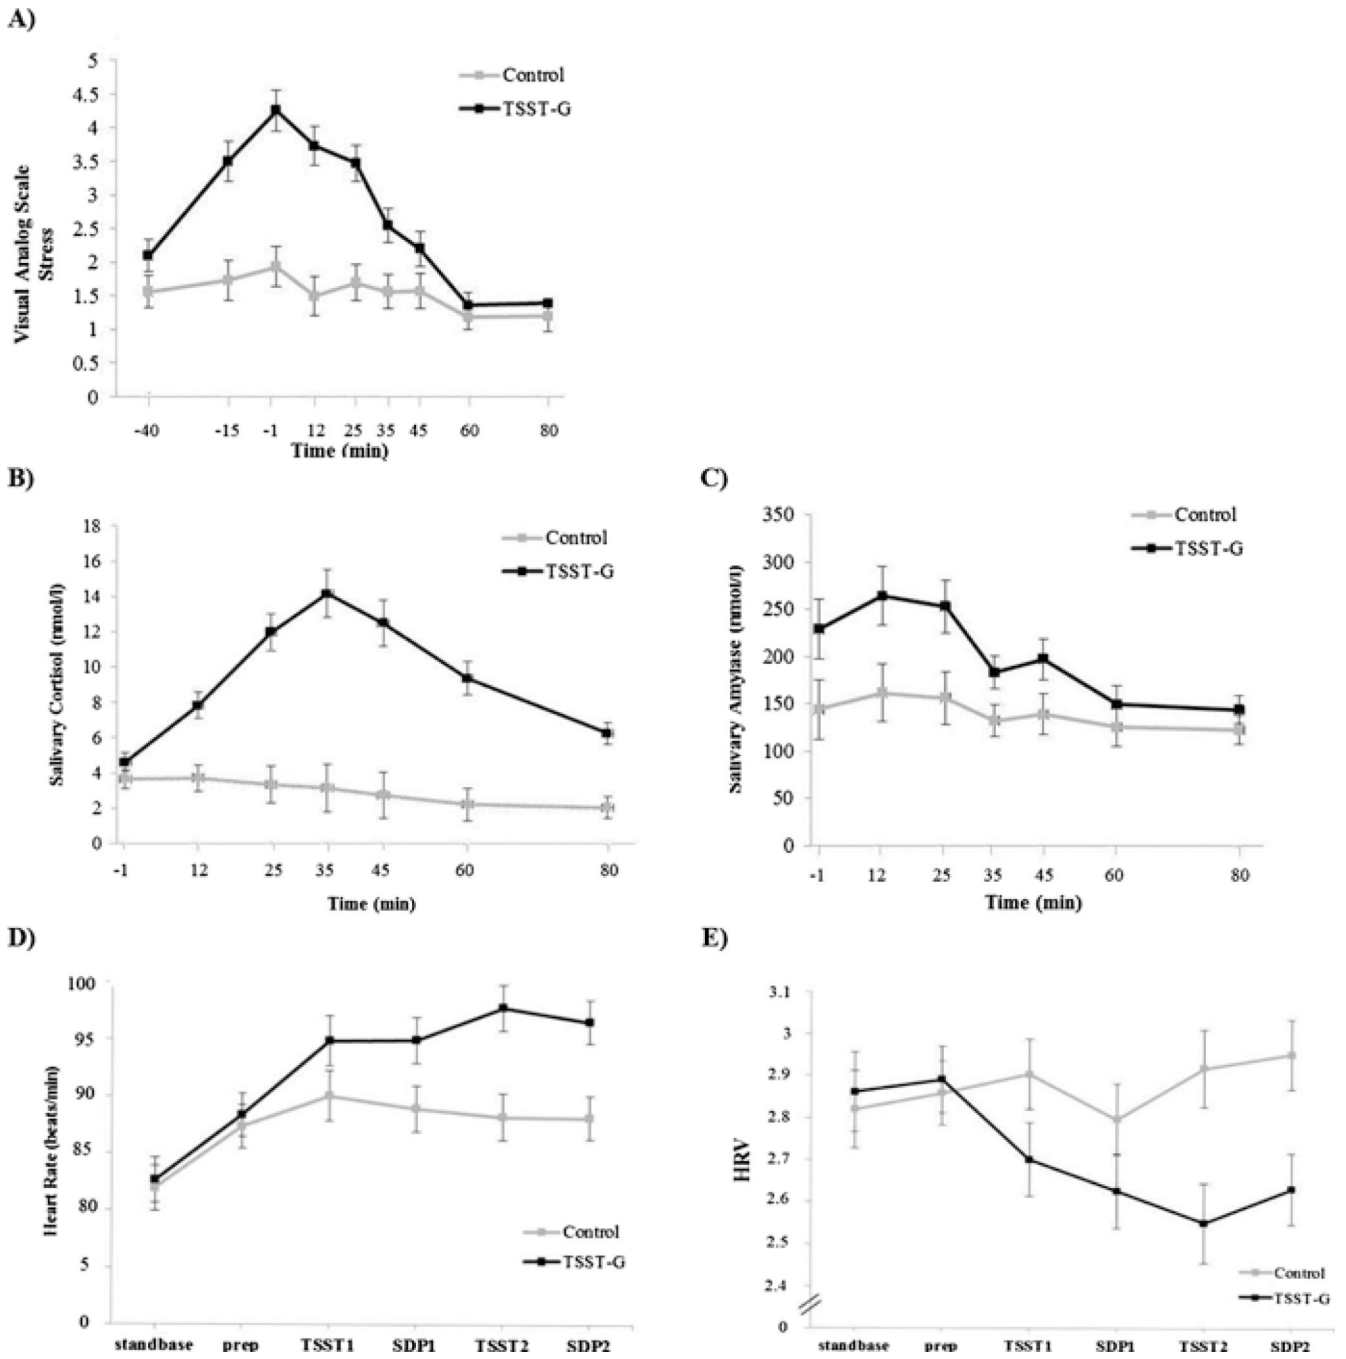 A)
Control
TSST-G
5
4.5
4
3.5
3
2.5
2
1.5
1
0.5
0
Visual Analog Scale
Stress
-40 -15 -1 12 25 35 45 60 80
Time (min)
B)
Control
TSST-G
18
16
14
12
10
8
6
4
2
0
Salivary Cortisol (nmol/l)
-1 12 25 35 45 60 80
Time (min)
C)
Control
TSST-G
350
300
250
200
150
100
50
0
Salivary Amylase (nmol/l)
-1 12 25 35 45 60 80
Time (min)
D)
100
95
90
85
80
5
0
Heart Rate (beats/min)
Control
TSST-G
standbase prep TSST1 SDP1 TSST2 SDP2
E)
3.1
3
2.9
2.8
2.7
2.6
2.5
2.4
0
HRV
Control
TSST-G
standbase prep TSST1 SDP1 TSST2 SDP2